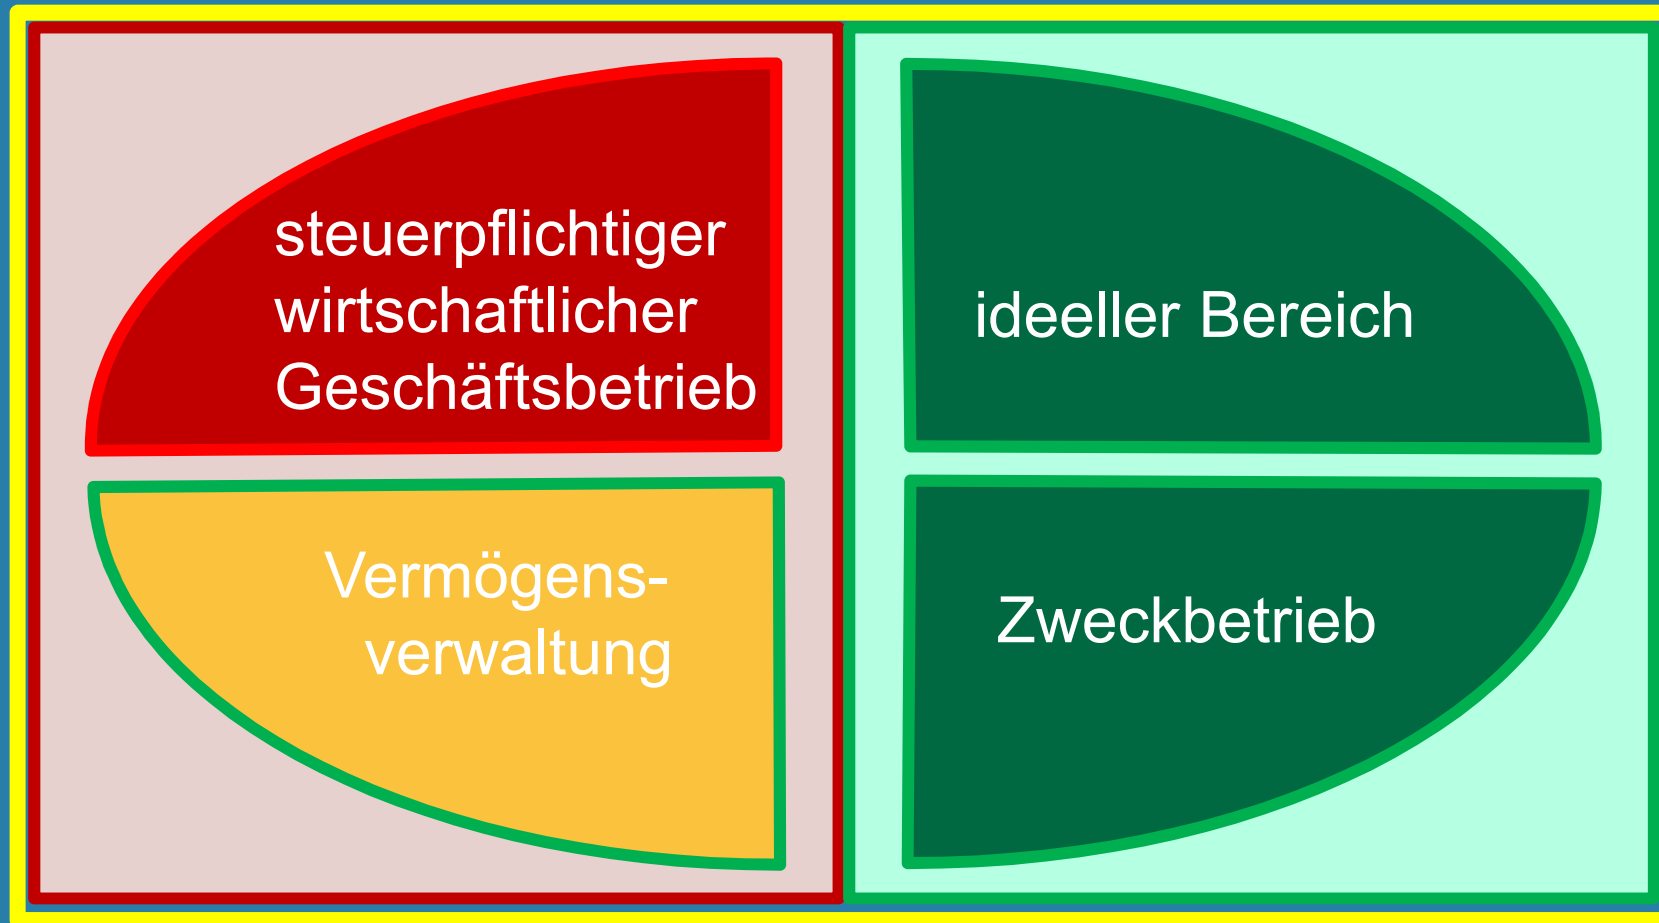 steuerpflichtiger
wirtschaftlicher
Geschäftsbetrieb
ideeller Bereich
Vermögens-
verwaltung
Zweckbetrieb